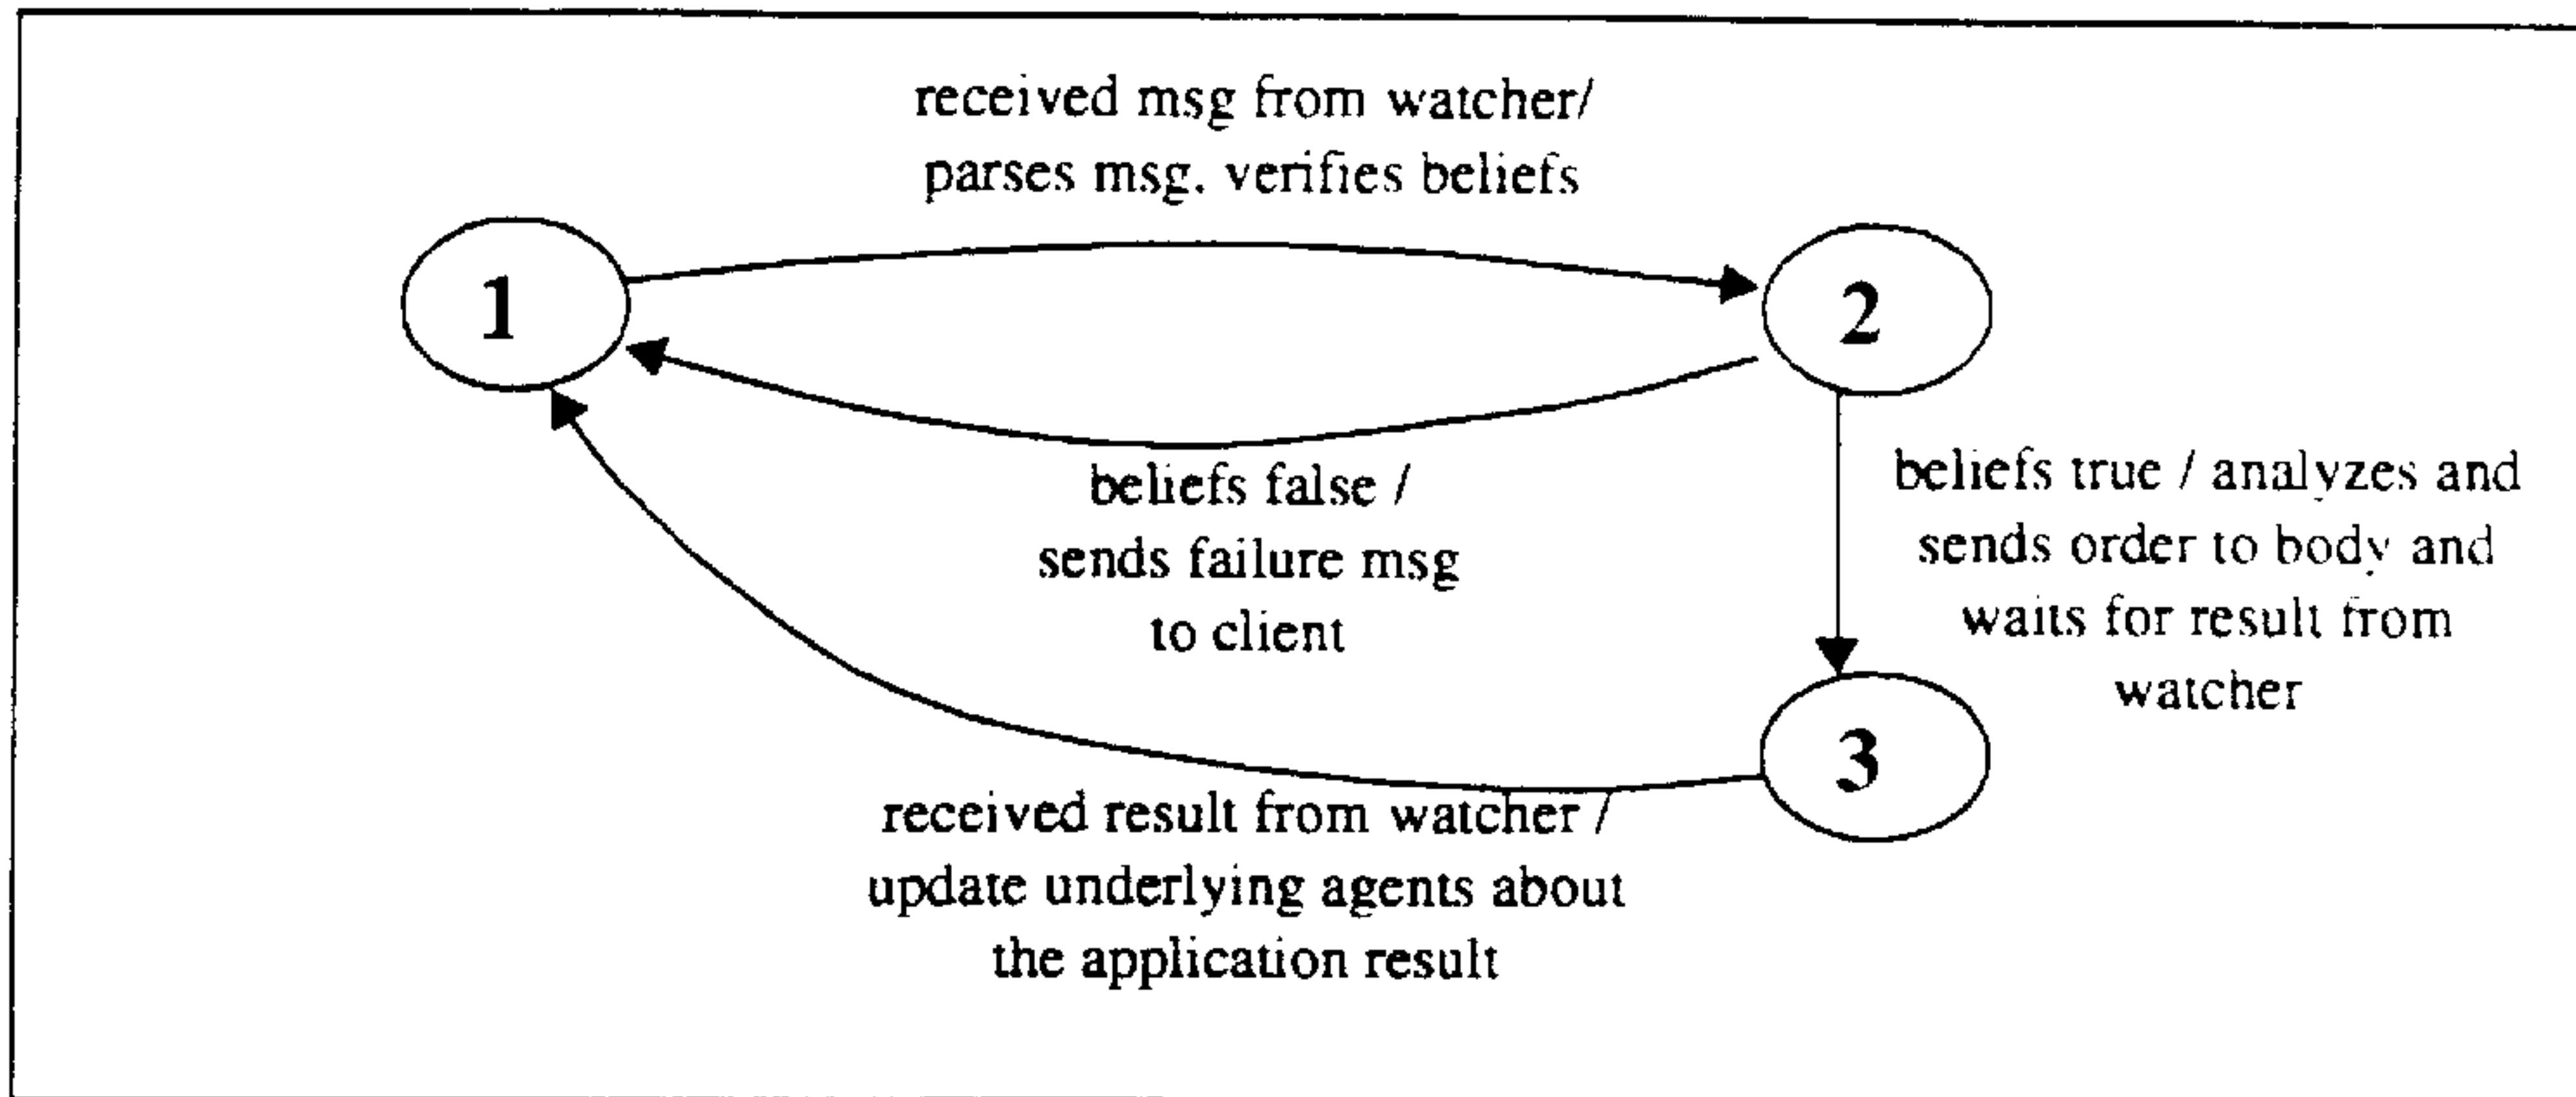 received msg from watcher/
parses msg. verifies beliefs
1
2
beliefs false /
sends failure msg
to client
beliefs true / analyzes and
sends order to body and
waits for result from
watcher
3
received result from watcher /
update underlying agents about
the application result